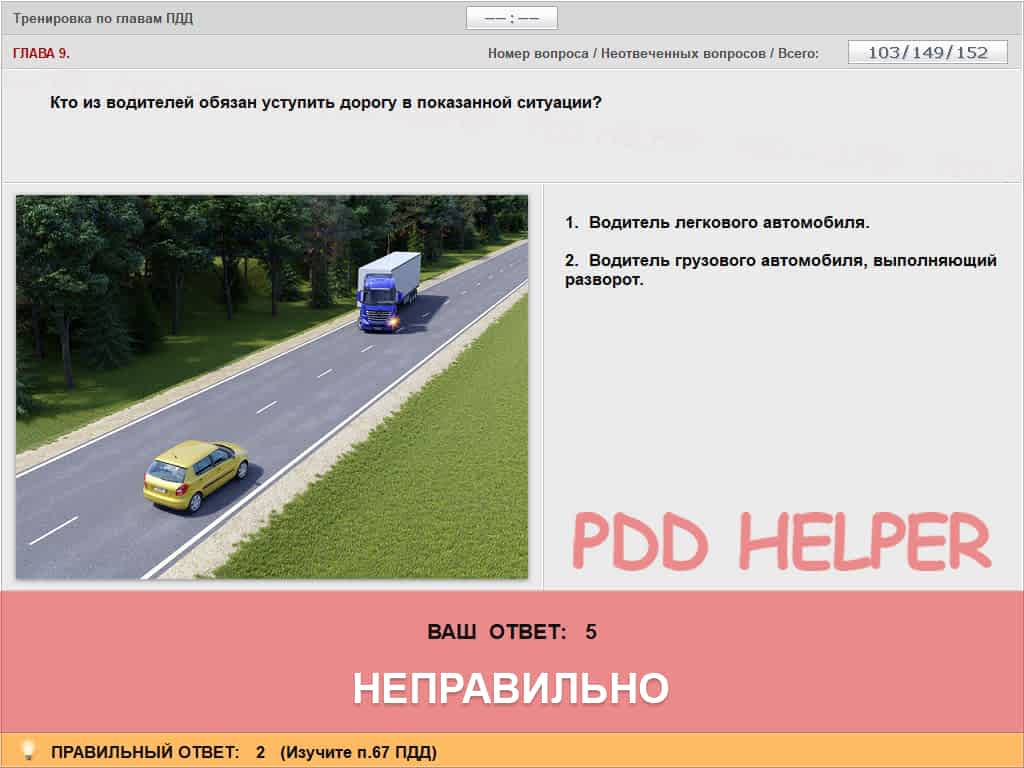 Тренировка по главам ПДД
—— : ——
ГЛАВА 9.
Номер вопроса / Неотвеченных вопросов / Всего:
103/149/152
Кто из водителей обязан уступить дорогу в показанной ситуации?
1. Водитель легкового автомобиля.
2. Водитель грузового автомобиля, выполняющий
разворот.
PDD HELPER
ВАШ ОТВЕТ: 5
НЕПРАВИЛЬНО
ПРАВИЛЬНЫЙ ОТВЕТ: 2 (Изучите п.67 ПДД)